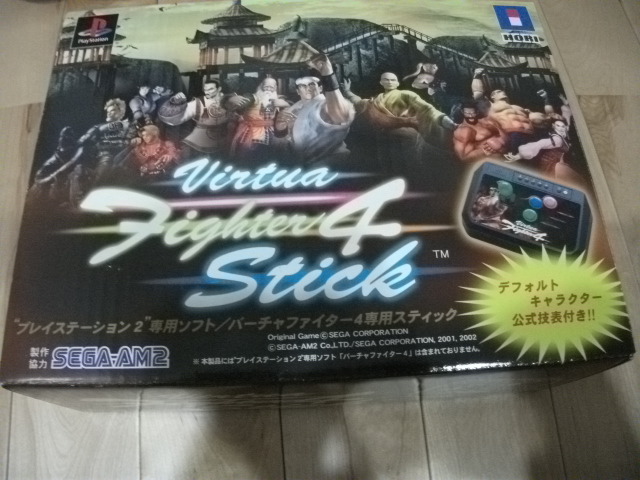 PlayStation
HORI
Virtua
Fighter 4
Stick™
Virtua
Fighter 4
デフォルト
キャラクター
公式技表付き!!
"プレイステーション 2"専用ソフト/バーチャファイター4専用スティック
Original Game ©SEGA CORPORATION
©SEGA-AM2 Co.,LTD./SEGA CORPORATION, 2001, 2002
製作
協力
SEGA-AM2
※本製品には"プレイステーション 2"専用ソフト「バーチャファイター4」は含まれておりません。